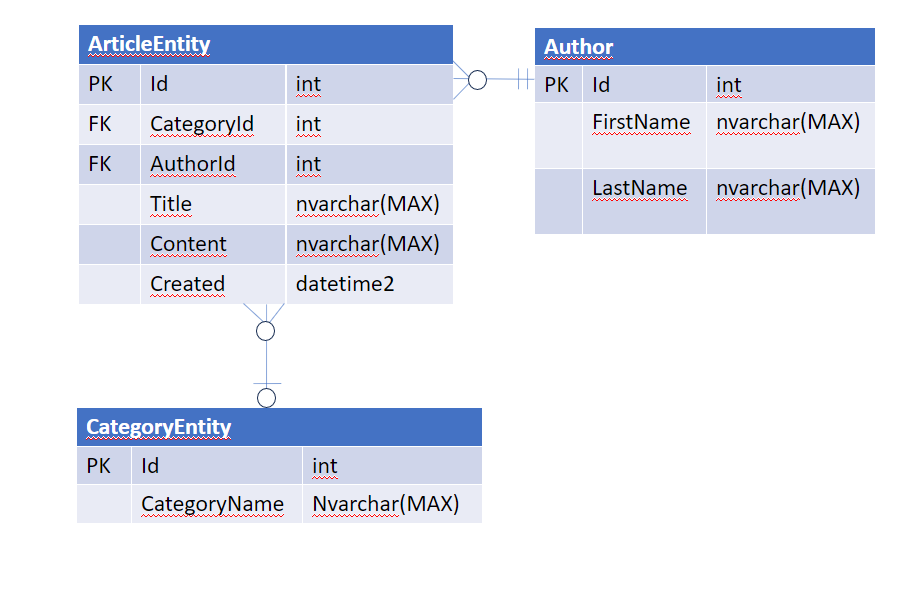 ArticleEntity
PK Id int
FK CategoryId int
FK AuthorId int
Title nvarchar(MAX)
Content nvarchar(MAX)
Created datetime2
Author
PK Id int
FirstName nvarchar(MAX)
LastName nvarchar(MAX)
CategoryEntity
PK Id int
CategoryName Nvarchar(MAX)